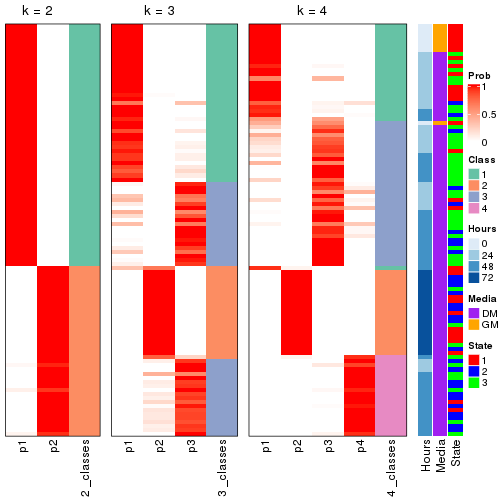 k = 2
k = 3
k = 4
p1
p2
2_classes
p1
p2
p3
3_classes
p1
p2
p3
p4
4_classes
Hours
Media
State
Prob
1
0.5
0
Class
1
2
3
4
Hours
0
24
48
72
Media
DM
GM
State
1
2
3